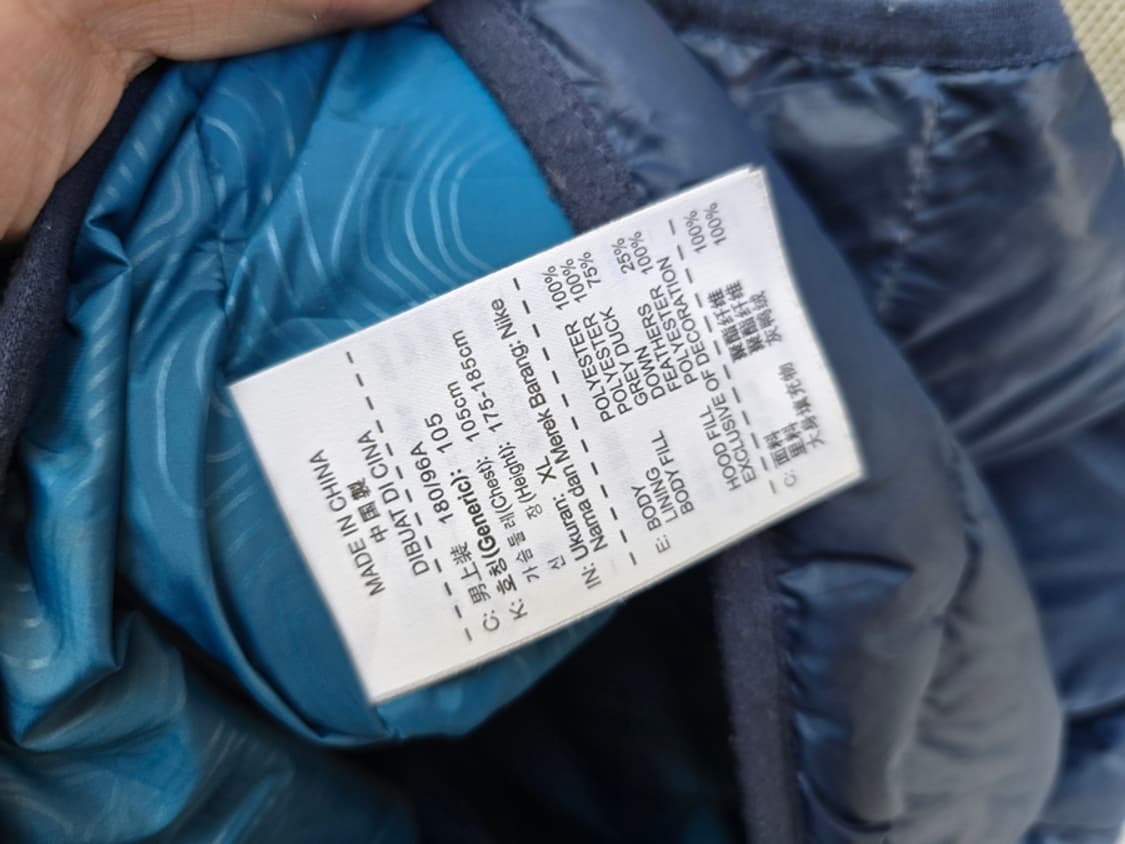 MADE IN CHINA
中国製
DIBUAT DI CINA
C: 男上装 180/96A
K: 호칭(Generic): 105
가슴둘레(Chest): 105cm
신 장 (Height): 175-185cm
IN: Ukuran: XL
Nama dan Merek Barang: Nike
E: BODY POLYESTER 100%
LINING POLYESTER 100%
BODY FILL GREY DUCK 75%
DOWN
FEATHERS 25%
HOOD FILL POLYESTER 100%
EXCLUSIVE OF DECORATION
C: 面料 聚酯纤维 100%
里料 聚酯纤维 100%
大身填充物 灰鸭绒